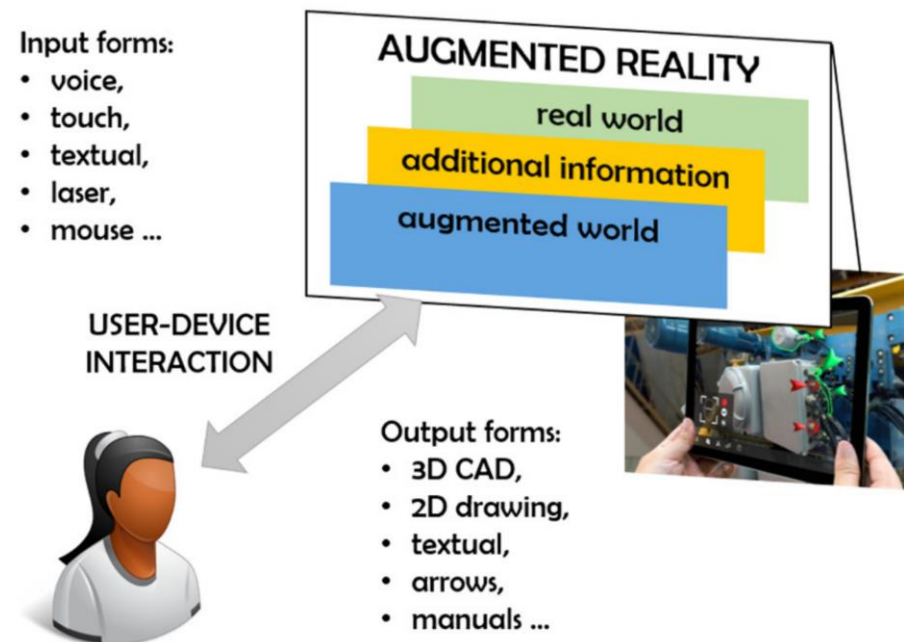 Input forms:
• voice,
• touch,
• textual,
• laser,
• mouse ...
AUGMENTED REALITY
real world
additional information
augmented world
USER-DEVICE
INTERACTION
Output forms:
• 3D CAD,
• 2D drawing,
• textual,
• arrows,
• manuals ...